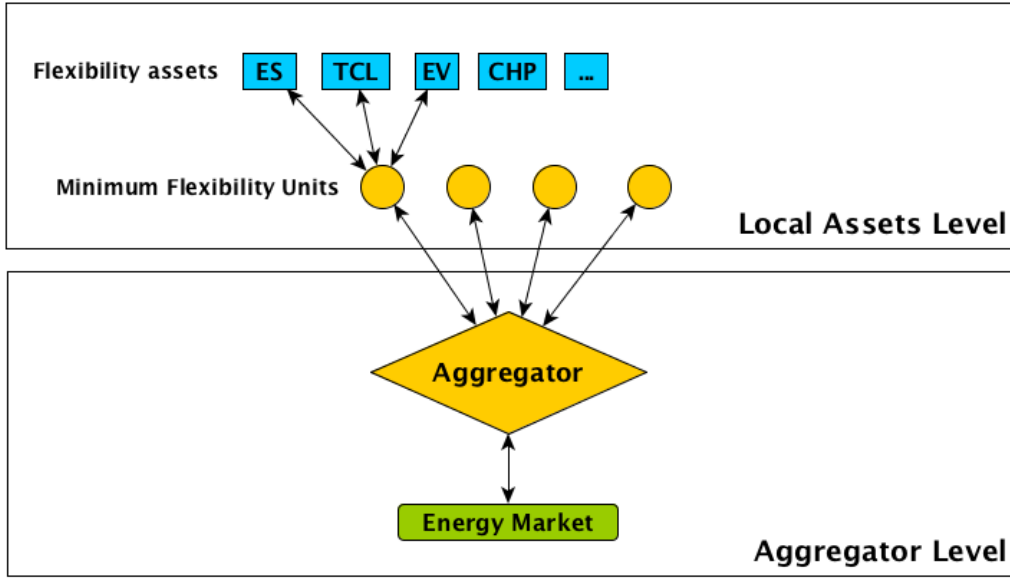 Flexibility assets ES TCL EV CHP ...
Minimum Flexibility Units
Local Assets Level
Aggregator
Energy Market
Aggregator Level